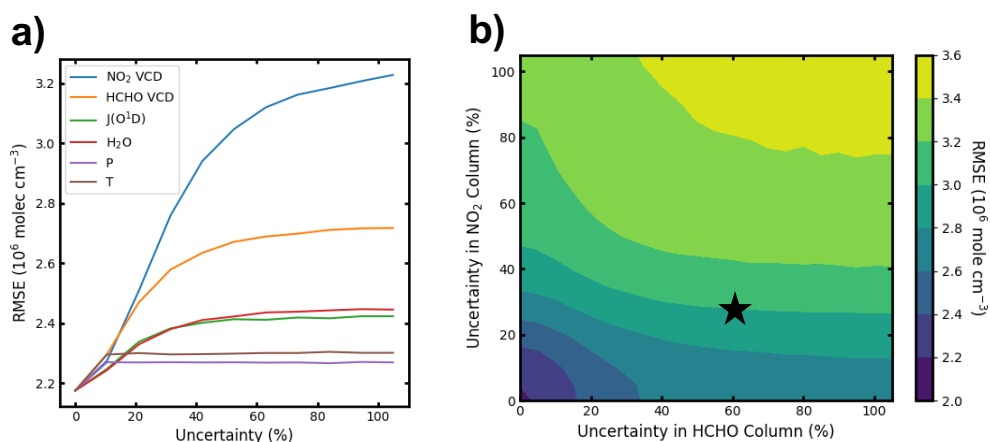 a)
RMSE (10⁶ molec cm⁻³)
3.2
3.0
2.8
2.6
2.4
2.2
NO₂ VCD
HCHO VCD
J(O¹D)
H₂O
P
T
0 20 40 60 80 100
Uncertainty (%)
b)
Uncertainty in NO₂ Column (%)
100
80
60
40
20
0
0 20 40 60 80 100
Uncertainty in HCHO Column (%)
3.6
3.4
3.2
3.0
2.8
2.6
2.4
2.2
2.0
RMSE (10⁶ mole cm⁻³)